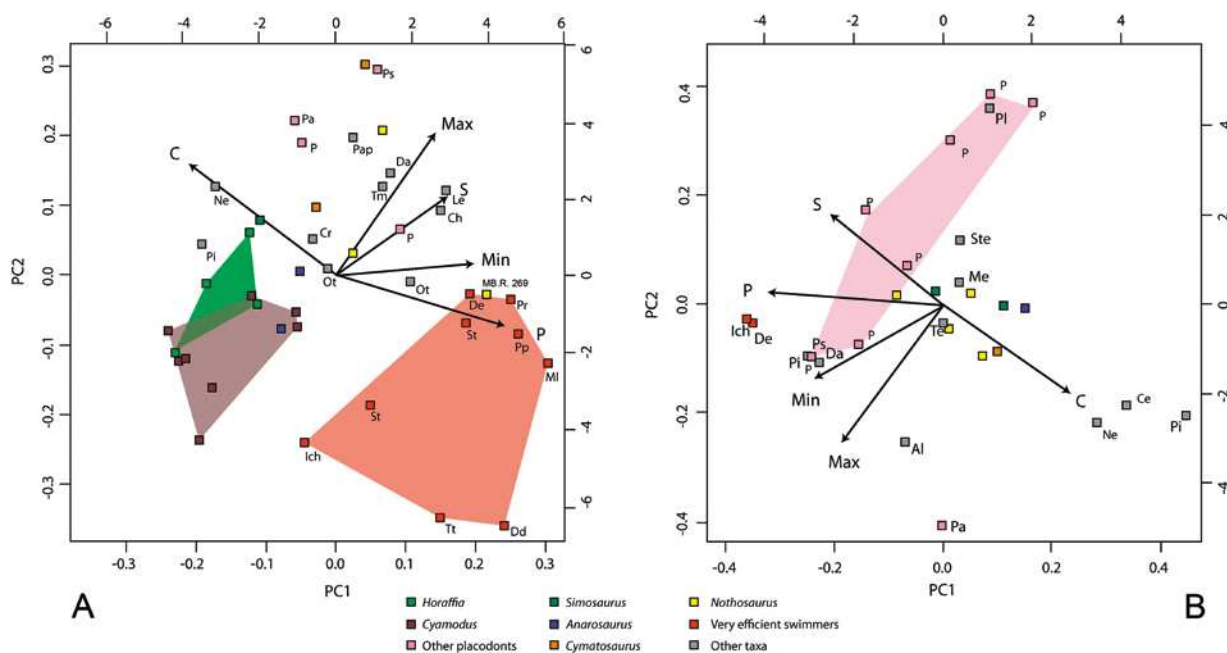 -6 -4 -2 0 2 4 6
-4 -2 0 2 4
0.3
0.2
0.1
0.0
-0.1
-0.2
-0.3
PC2
6
4
2
0
-2
-4
-6
Ps
Pa
P
Pap
Max
Da
Tm
S
Le
Ch
C
Ne
Pi
Cr
P
Ot
Ot
Min
MB.R. 269
De
Pr
St
Pp
P
Ml
St
Ich
Tt
Dd
-0.3 -0.2 -0.1 0.0 0.1 0.2 0.3
PC1
A
0.4
0.2
0.0
-0.2
-0.4
PC2
4
2
0
-2
-4
P
Pl
P
P
P
S
Ste
P
Me
P
Ich
De
Te
Ps
P
Pi
Da
P
Min
Max
Al
C
Ce
Ne
Pi
Pa
-0.4 -0.2 0.0 0.2 0.4
PC1
B
Horaffia
Simosaurus
Nothosaurus
Cyamodus
Anarosaurus
Very efficient swimmers
Other placodonts
Cymatosaurus
Other taxa